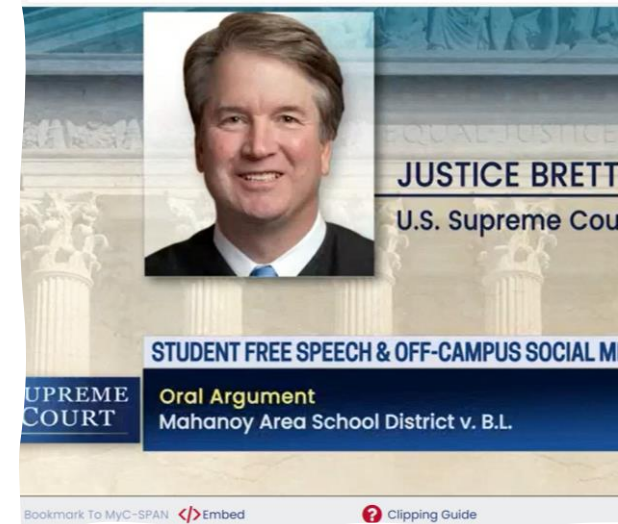 EQUAL JUSTICE
JUSTICE BRETT
U.S. Supreme Cou
STUDENT FREE SPEECH & OFF-CAMPUS SOCIAL M
UPREME
COURT
Oral Argument
Mahanoy Area School District v. B.L.
Bookmark To MyC-SPAN </> Embed ? Clipping Guide